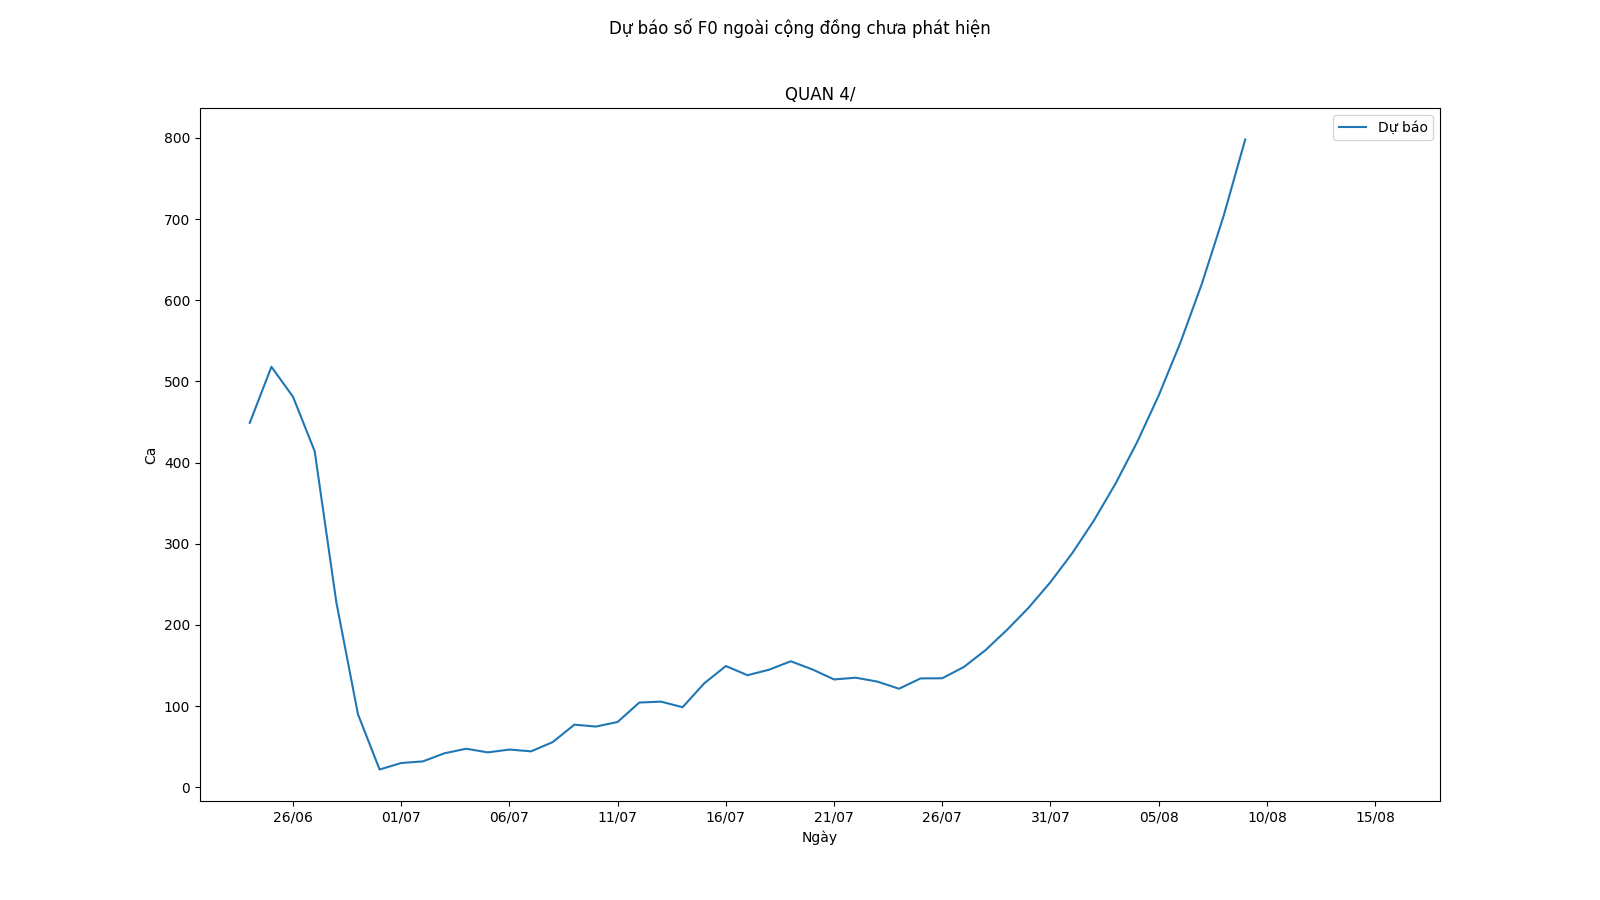 Dự báo số F0 ngoài cộng đồng chưa phát hiện
QUAN 4/
Dự báo
800
700
600
500
400
300
200
100
0
Ca
26/06 01/07 06/07 11/07 16/07 21/07 26/07 31/07 05/08 10/08 15/08
Ngày